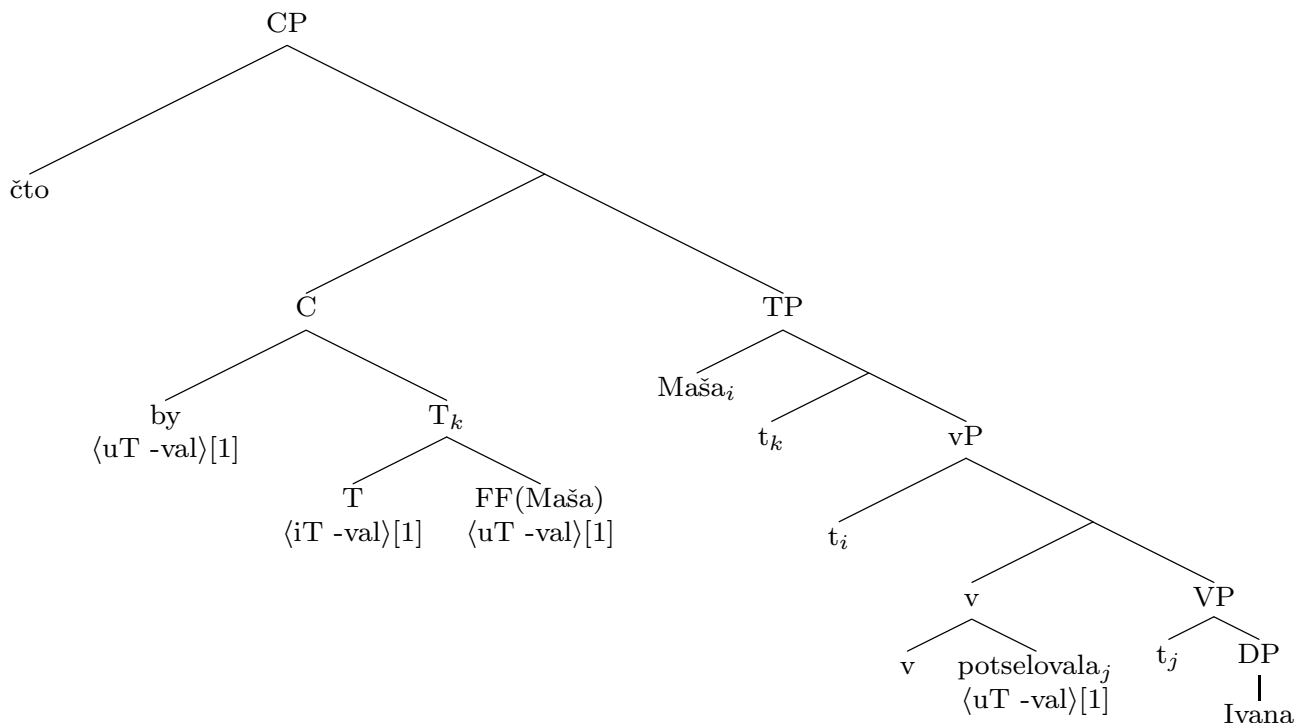 CP
čto
C TP
by T_k Maša_i
⟨uT -val⟩[1] t_k vP
T FF(Maša)
⟨iT -val⟩[1] ⟨uT -val⟩[1] t_i
v VP
v potselovala_j t_j DP
⟨uT -val⟩[1] Ivana